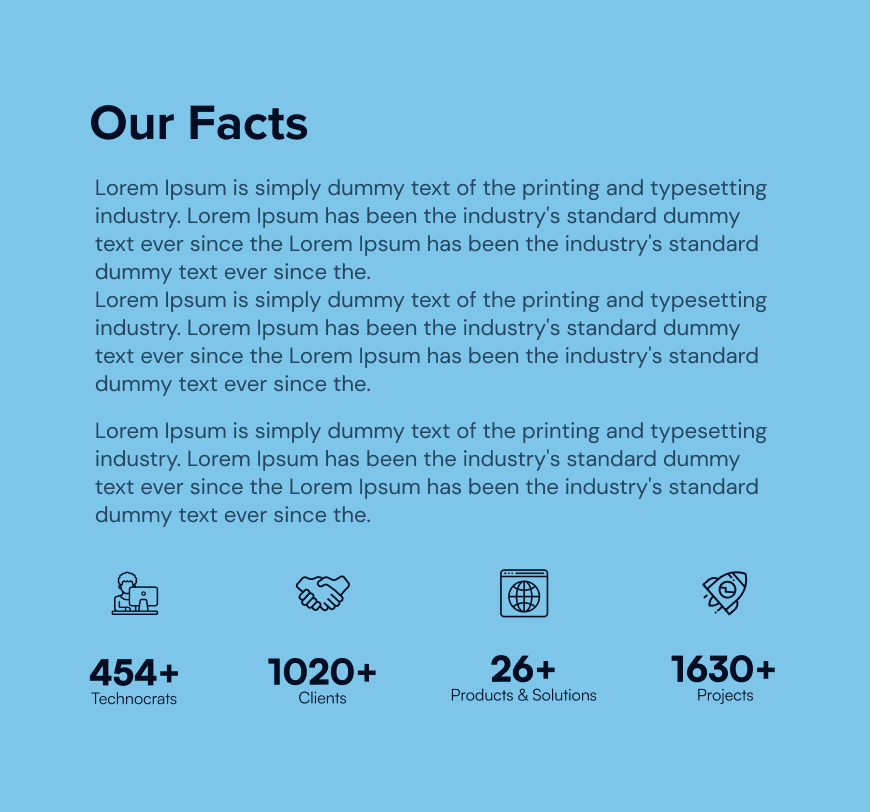 Our Facts
Lorem Ipsum is simply dummy text of the printing and typesetting
industry. Lorem Ipsum has been the industry's standard dummy
text ever since the Lorem Ipsum has been the industry's standard
dummy text ever since the.
Lorem Ipsum is simply dummy text of the printing and typesetting
industry. Lorem Ipsum has been the industry's standard dummy
text ever since the Lorem Ipsum has been the industry's standard
dummy text ever since the.
Lorem Ipsum is simply dummy text of the printing and typesetting
industry. Lorem Ipsum has been the industry's standard dummy
text ever since the Lorem Ipsum has been the industry's standard
dummy text ever since the.
454+
Technocrats
1020+
Clients
26+
Products & Solutions
1630+
Projects